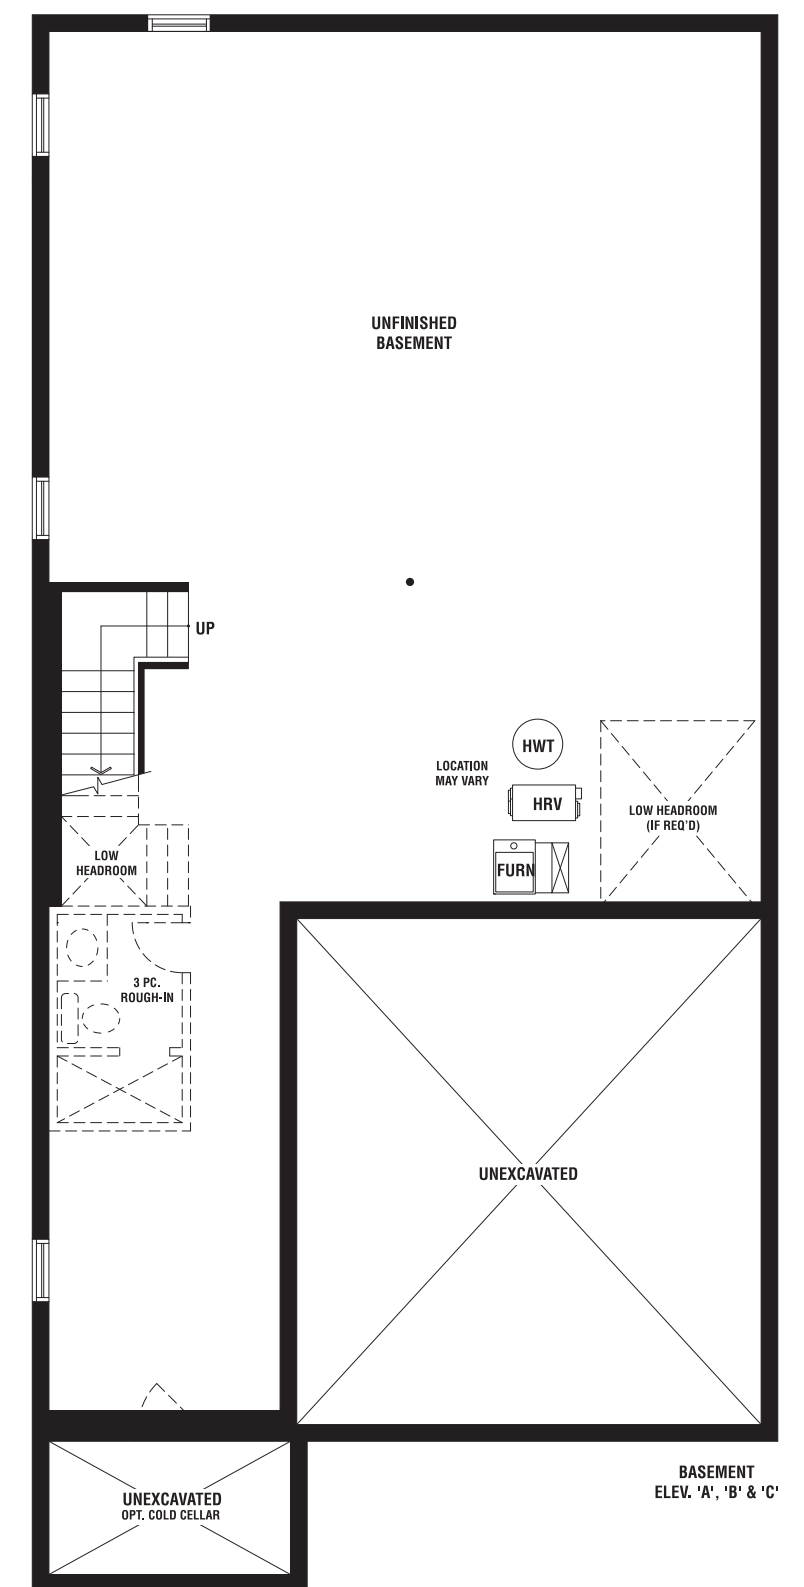 UNFINISHED
BASEMENT
UP
HWT
LOCATION
MAY VARY
HRV
LOW HEADROOM
(IF REQ'D)
FURN
LOW
HEADROOM
3 PC.
ROUGH-IN
UNEXCAVATED
BASEMENT
ELEV. 'A', 'B' & 'C'
UNEXCAVATED
OPT. COLD CELLAR